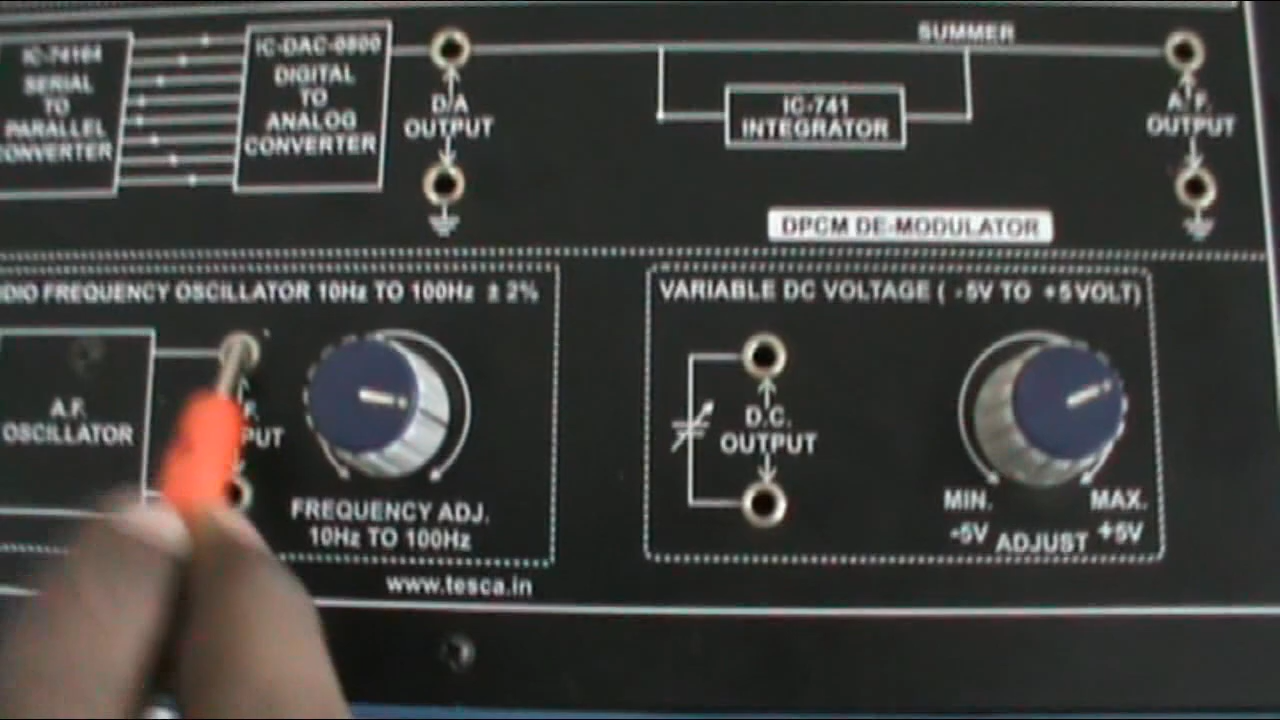 IC-74164
SERIAL
TO
PARALLEL
CONVERTER
IC-DAC-0800
DIGITAL
TO
ANALOG
CONVERTER
D/A
OUTPUT
SUMMER
IC-741
INTEGRATOR
A.F.
OUTPUT
DPCM DE-MODULATOR
DIO FREQUENCY OSCILLATOR 10Hz TO 100Hz ± 2%
A.F.
OSCILLATOR
F.
PUT
FREQUENCY ADJ.
10Hz TO 100Hz
VARIABLE DC VOLTAGE ( -5V TO +5VOLT)
D.C.
OUTPUT
MIN. MAX.
-5V ADJUST +5V
www.tesca.in